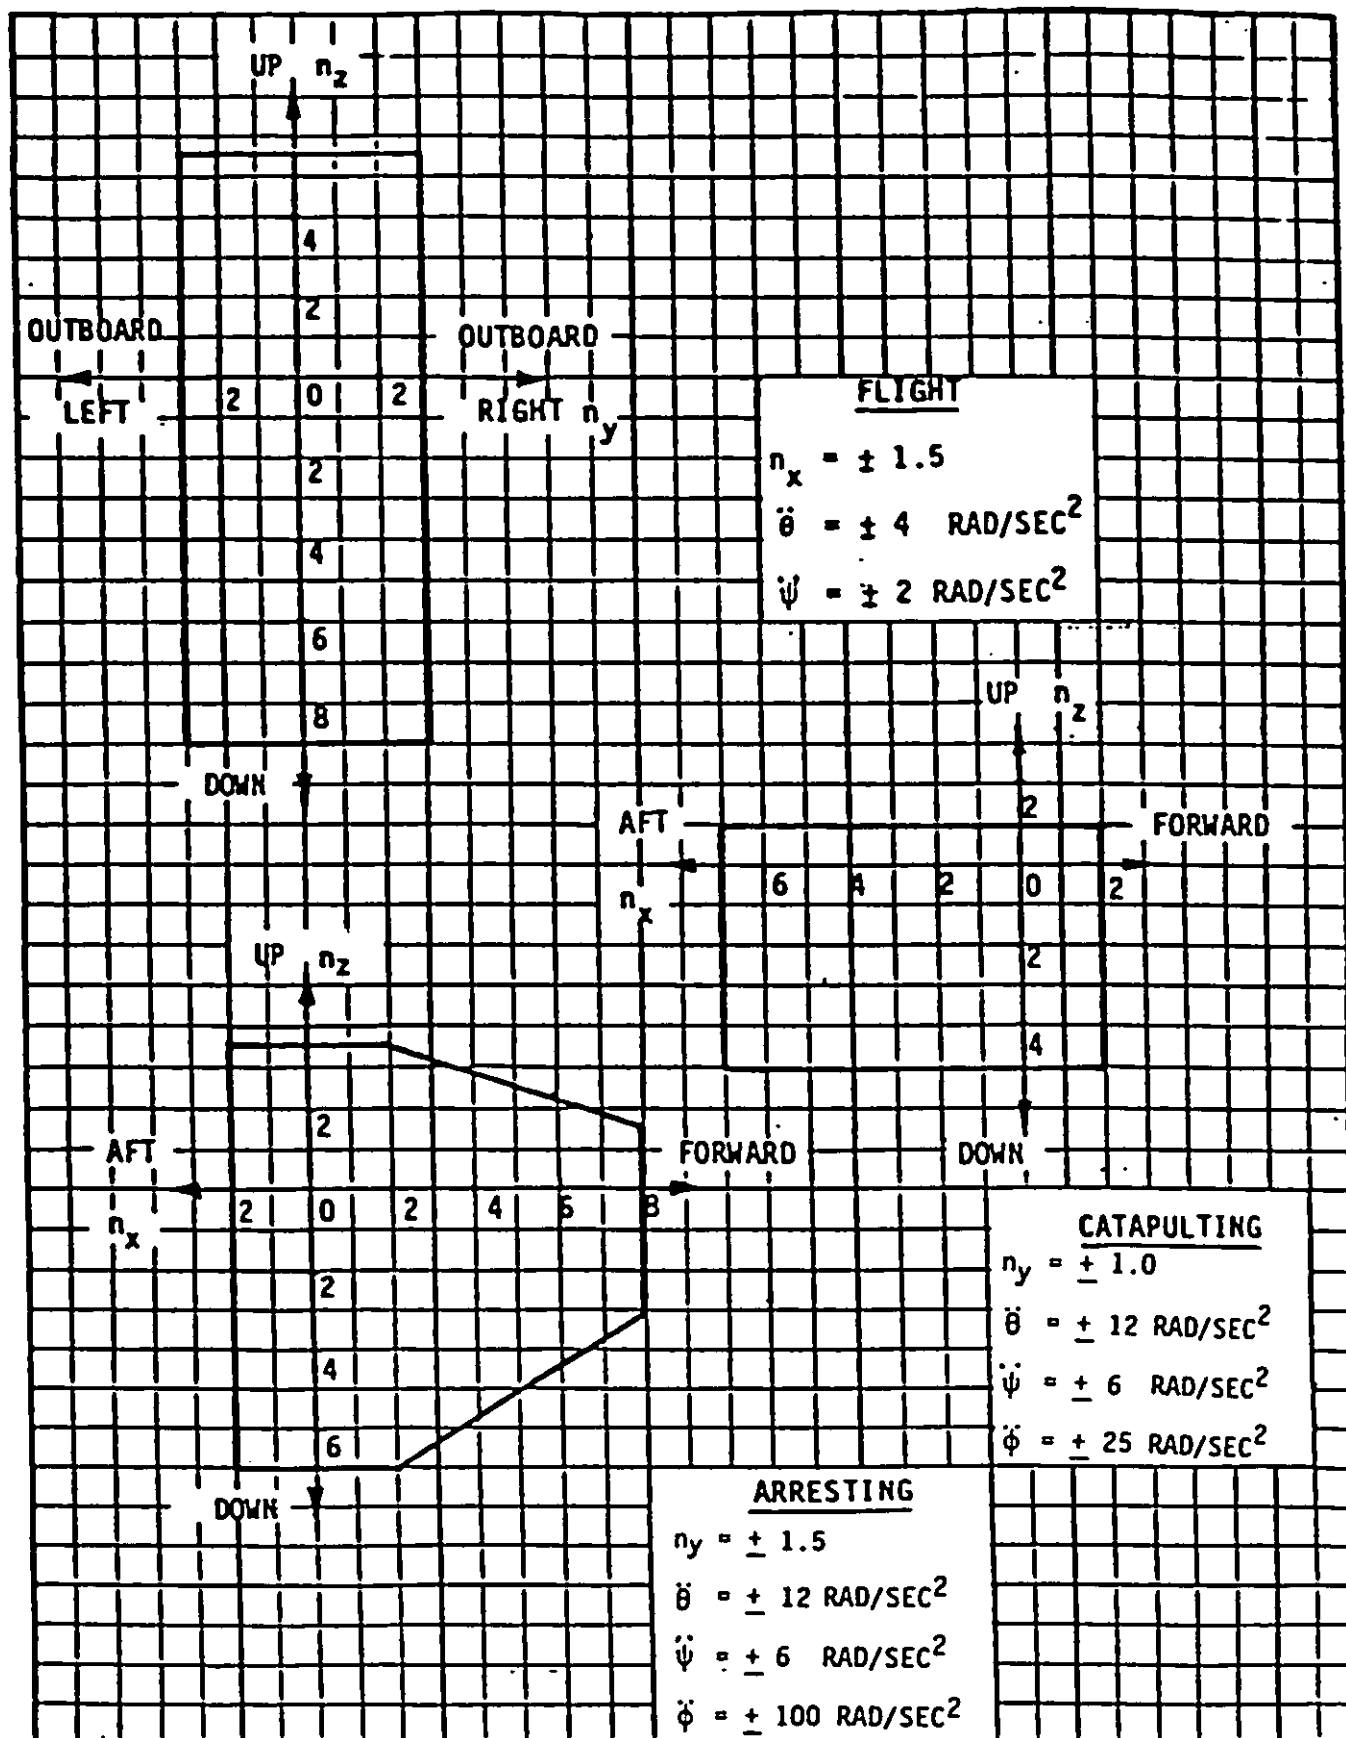 UP n_z
4
2
OUTBOARD
OUTBOARD
2 0 2
LEFT
RIGHT n_y
2
4
6
8
DOWN
FLIGHT
n_x = ± 1.5
θ̈ = ± 4 RAD/SEC²
ψ̈ = ± 2 RAD/SEC²
UP n_z
2
AFT
FORWARD
6 4 2 0 2
n_x
2
4
DOWN
CATAPULTING
n_y = ± 1.0
θ̈ = ± 12 RAD/SEC²
ψ̈ = ± 6 RAD/SEC²
φ̈ = ± 25 RAD/SEC²
UP n_z
2
AFT
FORWARD
2 0 2 4 6 8
n_x
2
4
6
DOWN
ARRESTING
n_y = ± 1.5
θ̈ = ± 12 RAD/SEC²
ψ̈ = ± 6 RAD/SEC²
φ̈ = ± 100 RAD/SEC²